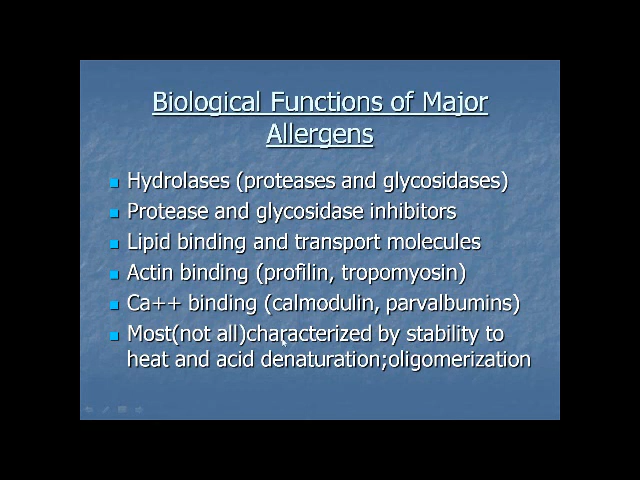 Biological Functions of Major
Allergens
Hydrolases (proteases and glycosidases)
Protease and glycosidase inhibitors
Lipid binding and transport molecules
Actin binding (profilin, tropomyosin)
Ca++ binding (calmodulin, parvalbumins)
Most(not all)characterized by stability to
heat and acid denaturation;oligomerization